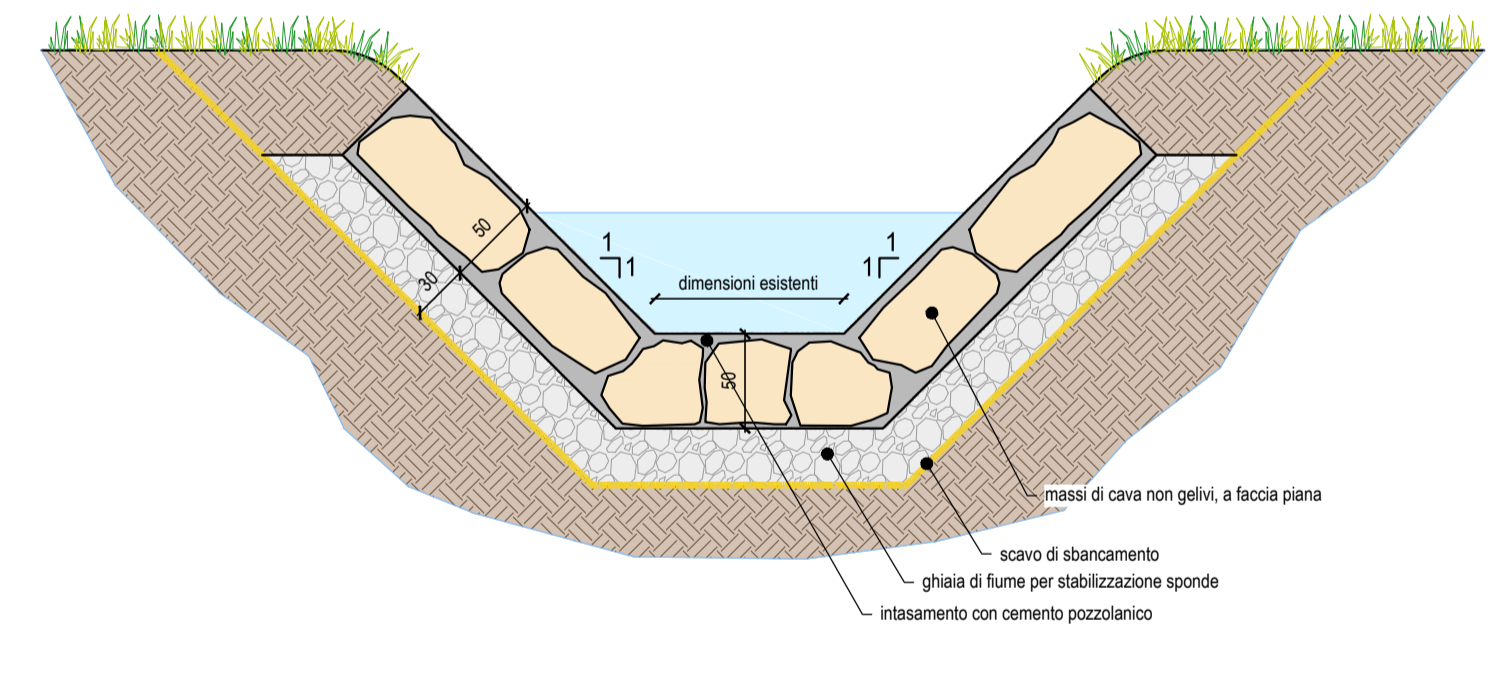 50
30
1
1
1
1
dimensioni esistenti
50
massi di cava non gelivi, a faccia piana
scavo di sbancamento
ghiaia di fiume per stabilizzazione sponde
intasamento con cemento pozzolanico